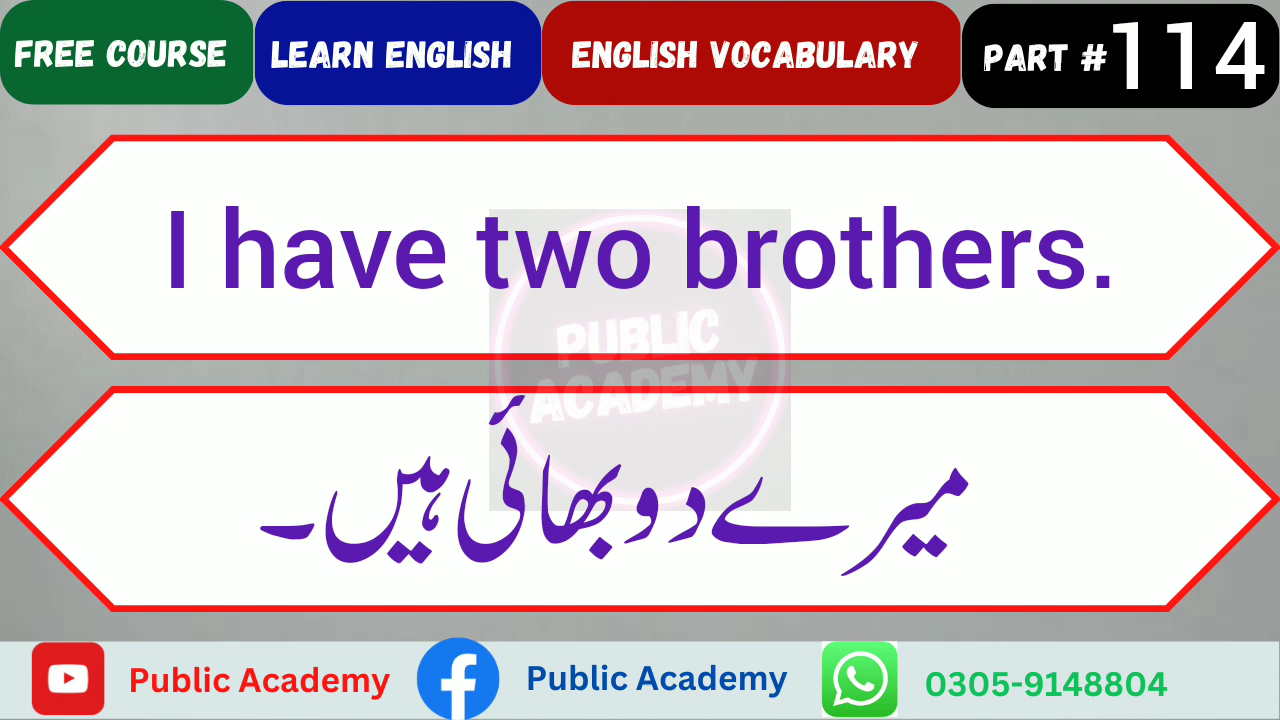 FREE COURSE
LEARN ENGLISH
ENGLISH VOCABULARY
PART #114
I have two brothers.
PUBLIC
ACADEMY
میرے دو بھائی ہیں۔
Public Academy
Public Academy
0305-9148804